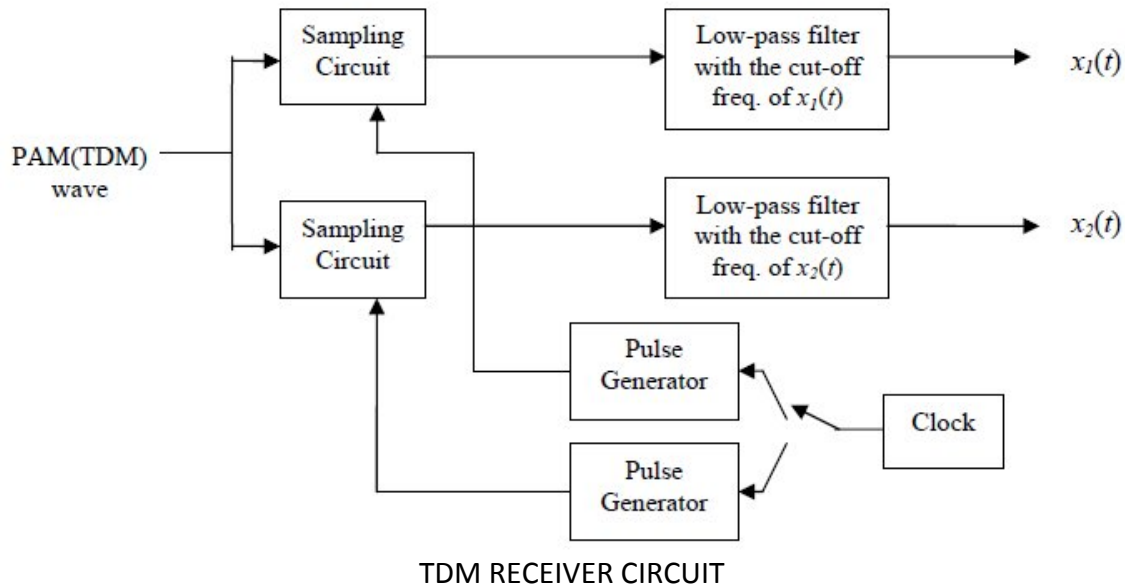 Sampling
Circuit
Low-pass filter
with the cut-off
freq. of x1(t)
x1(t)
PAM(TDM)
wave
Sampling
Circuit
Low-pass filter
with the cut-off
freq. of x2(t)
x2(t)
Pulse
Generator
Clock
Pulse
Generator
TDM RECEIVER CIRCUIT